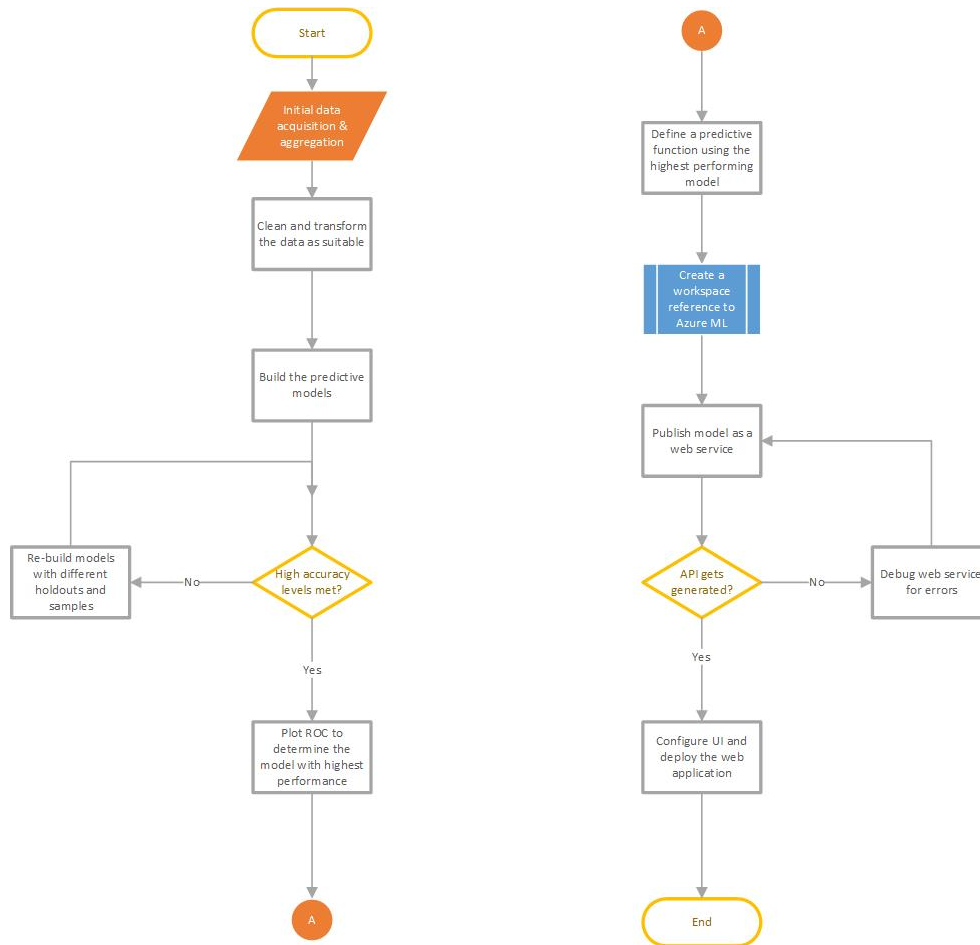 Start
Initial data
acquisition &
aggregation
Clean and transform
the data as suitable
Build the predictive
models
Re-build models
with different
holdouts and
samples
No
High accuracy
levels met?
Yes
Plot ROC to
determine the
model with highest
performance
A
A
Define a predictive
function using the
highest performing
model
Create a
workspace
reference to
Azure ML
Publish model as a
web service
API gets
generated?
No
Debug web service
for errors
Yes
Configure UI and
deploy the web
application
End